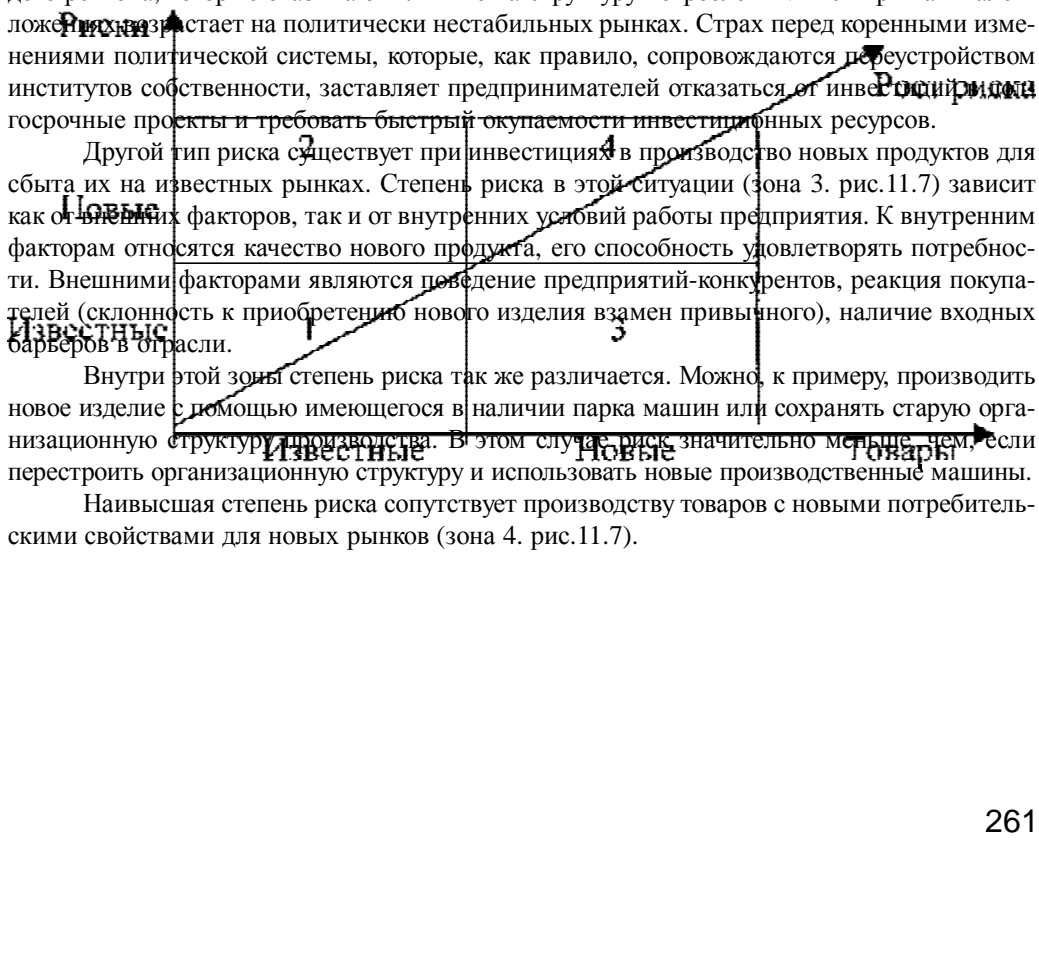 ложениях возрастает на политически нестабильных рынках. Страх перед коренными изме-
нениями политической системы, которые, как правило, сопровождаются переустройством
институтов собственности, заставляет предпринимателей отказаться от инвестиций в дол-
госрочные проекты и требовать быстрый окупаемости инвестиционных ресурсов.
Другой тип риска существует при инвестициях в производство новых продуктов для
сбыта их на известных рынках. Степень риска в этой ситуации (зона 3. рис.11.7) зависит
как от внешних факторов, так и от внутренних условий работы предприятия. К внутренним
факторам относятся качество нового продукта, его способность удовлетворять потребнос-
ти. Внешними факторами являются поведение предприятий-конкурентов, реакция покупа-
телей (склонность к приобретению нового изделия взамен привычного), наличие входных
барьеров в отрасли.
Внутри этой зоны степень риска так же различается. Можно, к примеру, производить
новое изделие с помощью имеющегося в наличии парка машин или сохранять старую орга-
низационную структуру производства. В этом случае риск значительно меньше, чем, если
перестроить организационную структуру и использовать новые производственные машины.
Наивысшая степень риска сопутствует производству товаров с новыми потребитель-
скими свойствами для новых рынков (зона 4. рис.11.7).
Риски
Рост риска
2 4
Новые
Известные 1 3
Известные Новые Товары
261